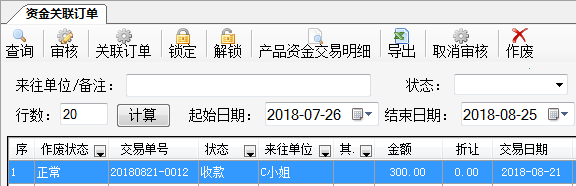 资金关联订单
查询 审核 关联订单 锁定 解锁 产品资金交易明细 导出 取消审核 作废
来往单位/备注： 状态：
行数： 20 计算 起始日期： 2018-07-26 结束日期： 2018-08-25
序 作废状态 交易单号 状态 来往单位 其. 金额 折让 交易日期
1 正常 20180821-0012 收款 C小姐 300.00 0.00 2018-08-21